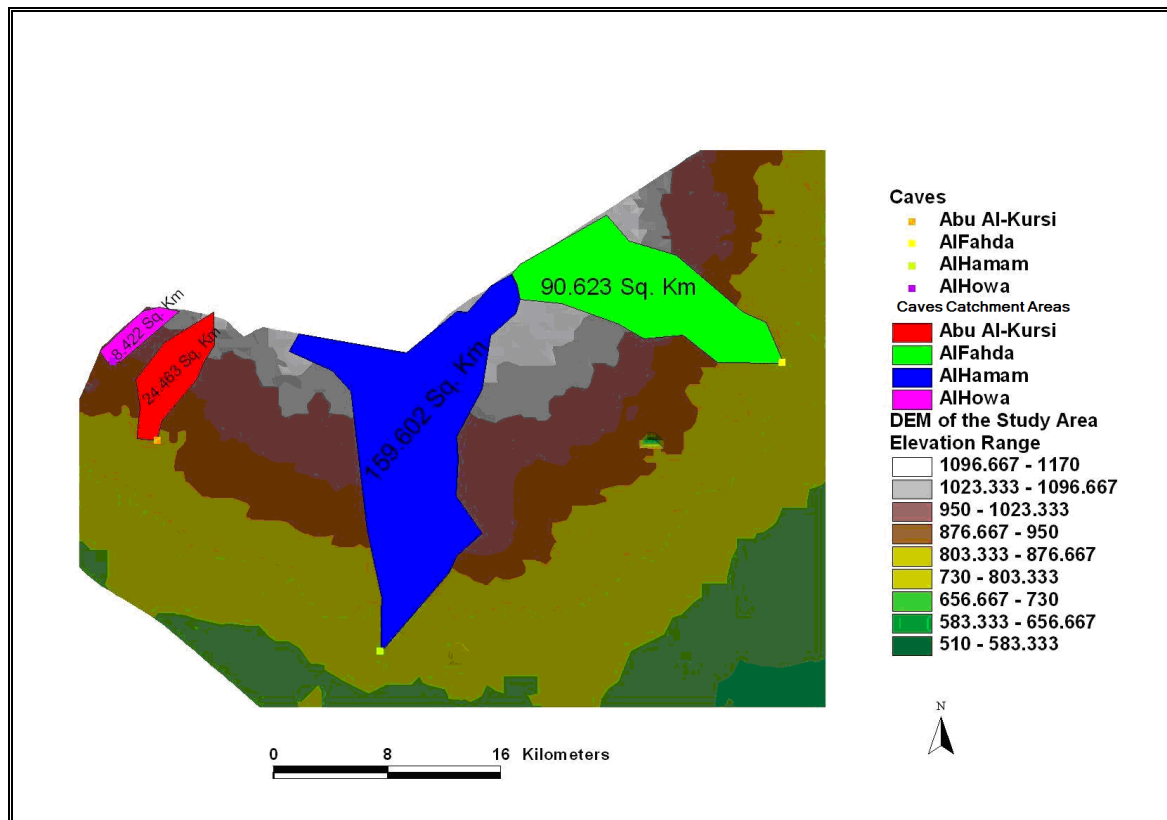 8.422 Sq. Km
24.463 Sq. Km
159.602 Sq. Km
90.623 Sq. Km
Caves
Abu Al-Kursi
AlFahda
AlHamam
AlHowa
Caves Catchment Areas
Abu Al-Kursi
AlFahda
AlHamam
AlHowa
DEM of the Study Area
Elevation Range
1096.667 - 1170
1023.333 - 1096.667
950 - 1023.333
876.667 - 950
803.333 - 876.667
730 - 803.333
656.667 - 730
583.333 - 656.667
510 - 583.333
N
0 8 16 Kilometers